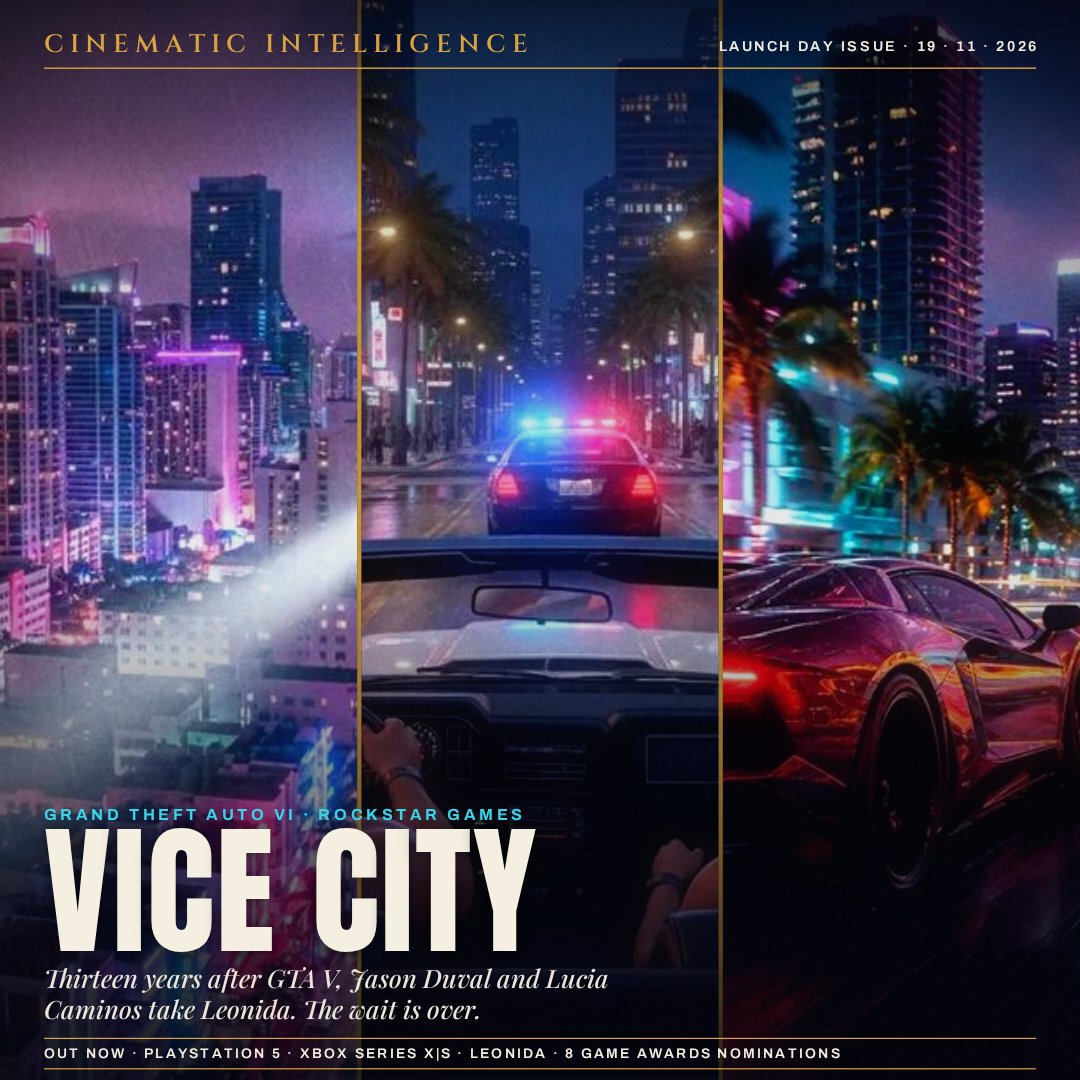 CINEMATIC INTELLIGENCE
LAUNCH DAY ISSUE · 19 · 11 · 2026
GRAND THEFT AUTO VI · ROCKSTAR GAMES
VICE CITY
Thirteen years after GTA V, Jason Duval and Lucia
Caminos take Leonida. The wait is over.
OUT NOW · PLAYSTATION 5 · XBOX SERIES X|S · LEONIDA · 8 GAME AWARDS NOMINATIONS